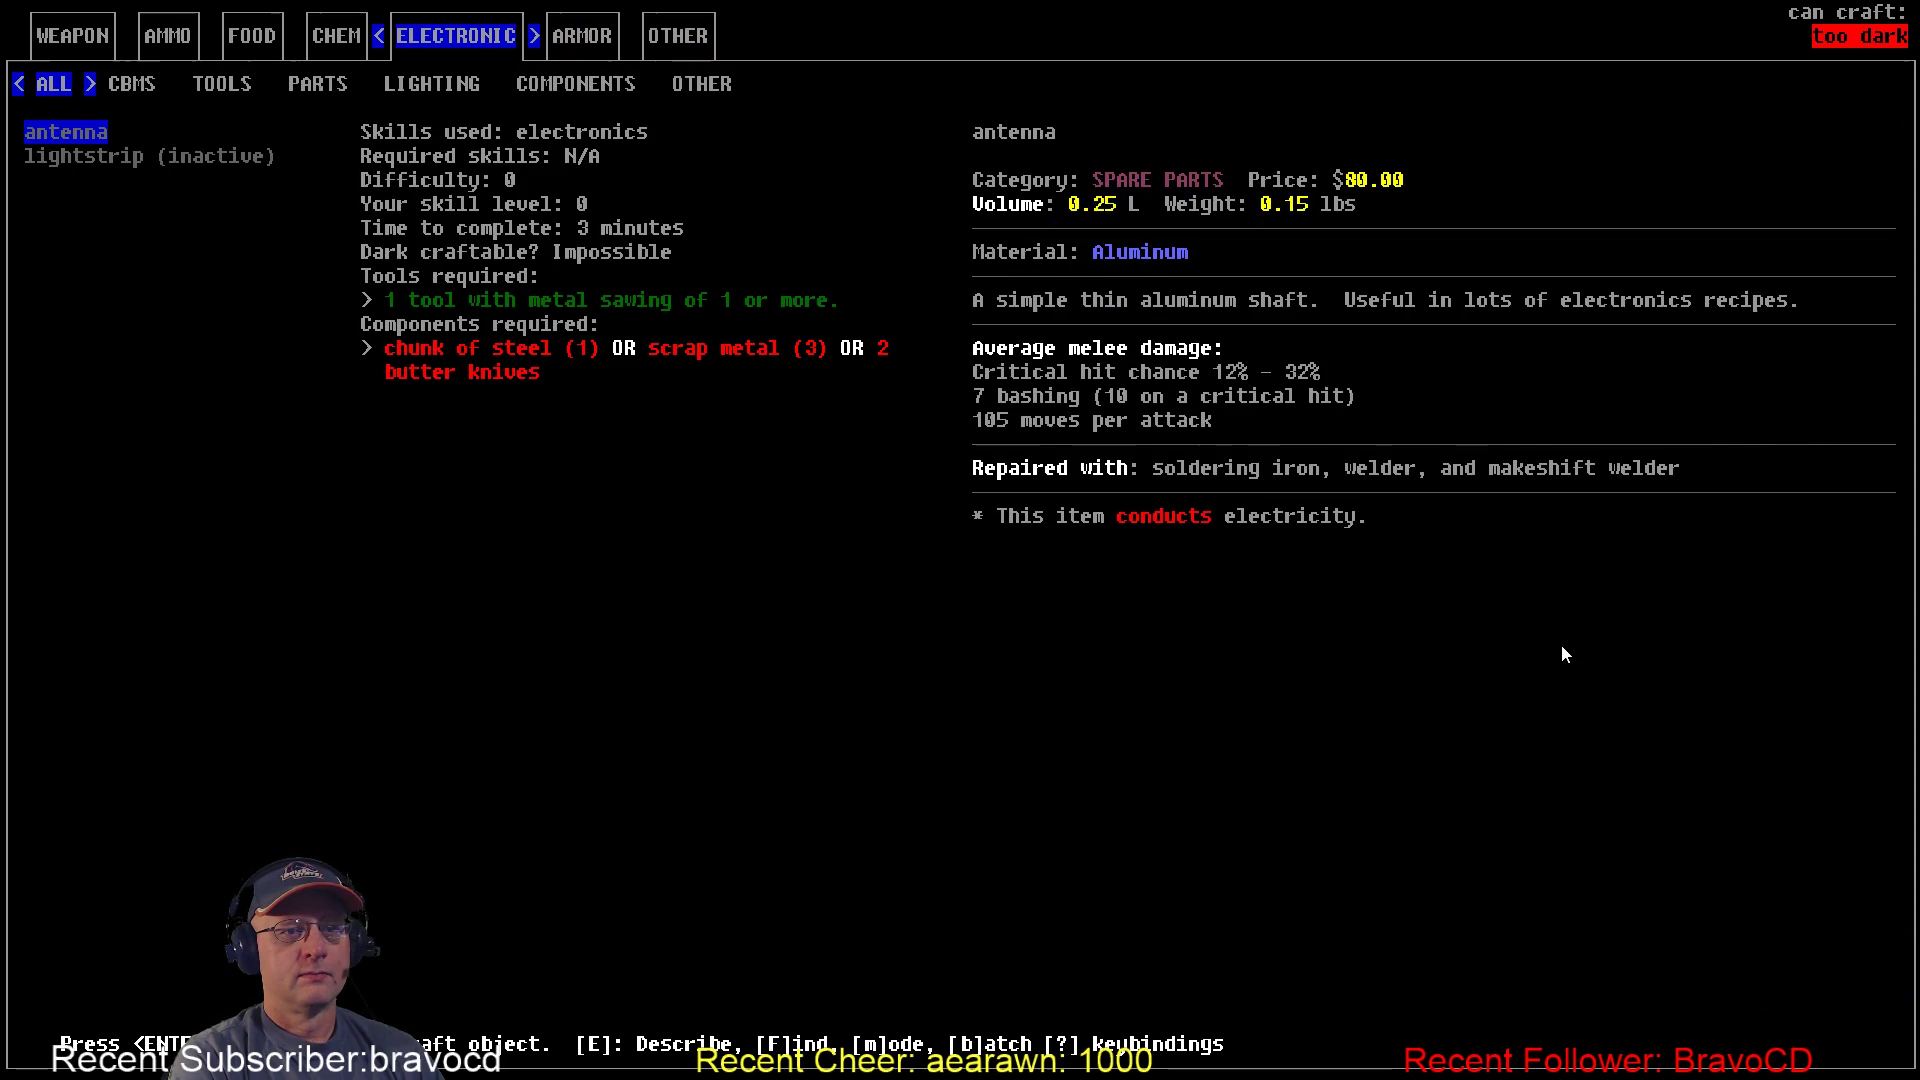 can craft:
WEAPON AMMO FOOD CHEM < ELECTRONIC > ARMOR OTHER
too dark
< ALL > CBMS TOOLS PARTS LIGHTING COMPONENTS OTHER
antenna
lightstrip (inactive)
Skills used: electronics
Required skills: N/A
Difficulty: 0
Your skill level: 0
Time to complete: 3 minutes
Dark craftable? Impossible
Tools required:
> 1 tool with metal sawing of 1 or more.
Components required:
> chunk of steel (1) OR scrap metal (3) OR 2
butter knives
antenna
Category: SPARE PARTS Price: $80.00
Volume: 0.25 L Weight: 0.15 lbs
Material: Aluminum
A simple thin aluminum shaft. Useful in lots of electronics recipes.
Average melee damage:
Critical hit chance 12% - 32%
7 bashing (10 on a critical hit)
105 moves per attack
Repaired with: soldering iron, welder, and makeshift welder
* This item conducts electricity.
Press <ENTE aft object. [E]: Describe, [F]ind, [m]ode, [b]atch [?] keybindings
Recent Subscriber:bravocd
Recent Cheer: aearawn: 1000
Recent Follower: BravoCD